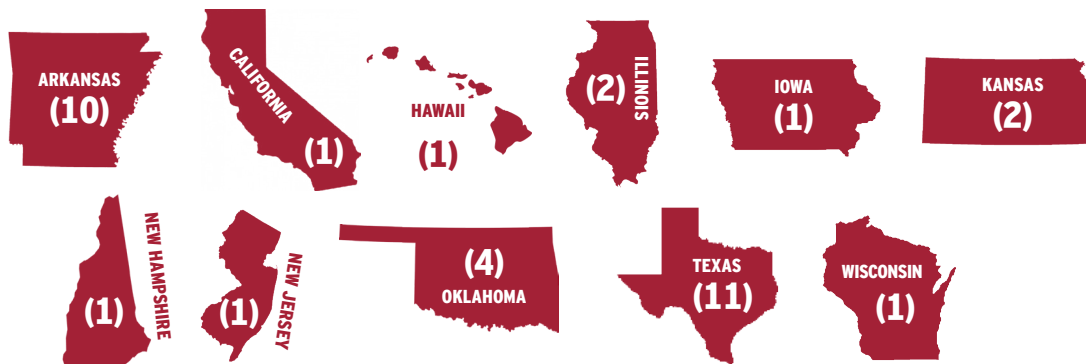 ARKANSAS
(10)
CALIFORNIA
(1)
HAWAII
(1)
(2)
ILLINOIS
IOWA
(1)
KANSAS
(2)
(1)
NEW HAMPSHIRE
(1)
NEW JERSEY
(4)
OKLAHOMA
TEXAS
(11)
WISCONSIN
(1)